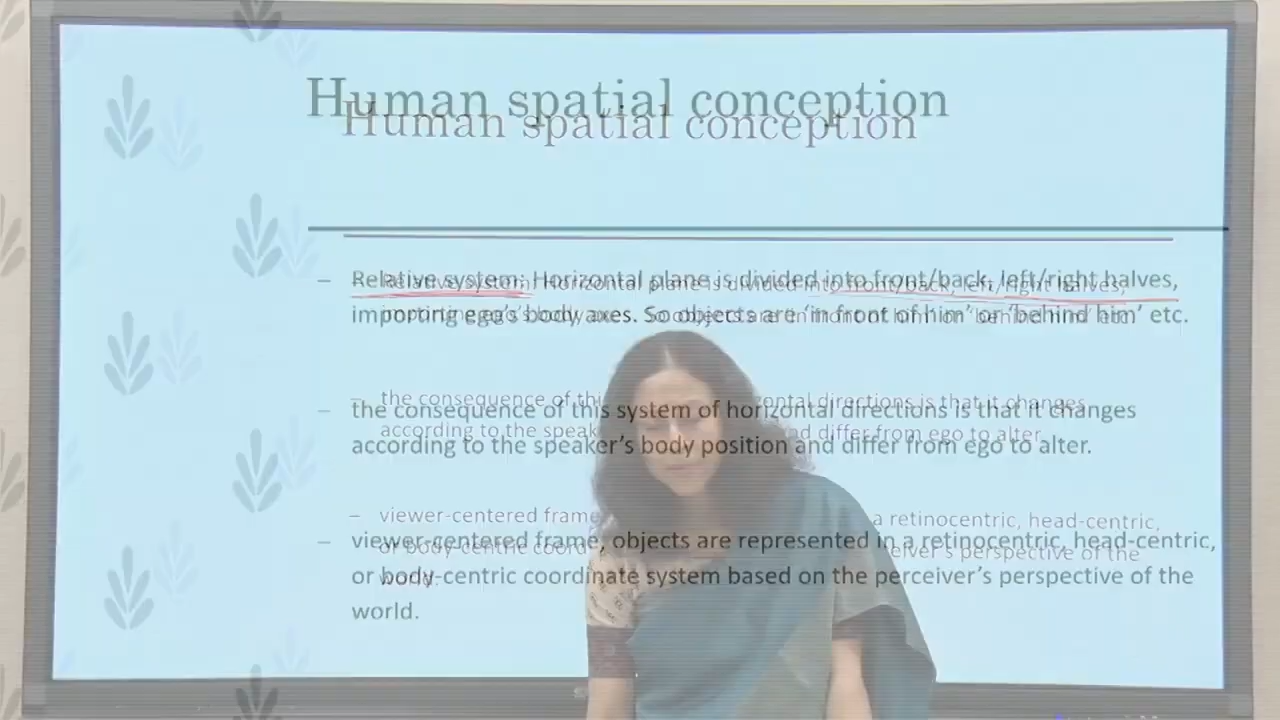 Human spatial conception
Human spatial conception
– Relative system: Horizontal plane is divided into front/back, left/right halves,
importing ego's body axes. So objects are 'in front of him' or 'behind him' etc.
– the consequence of this system of horizontal directions is that it changes
according to the speaker's body position and differ from ego to alter.
– viewer-centered frame, objects are represented in a retinocentric, head-centric,
or body-centric coordinate system based on the perceiver's perspective of the
world.